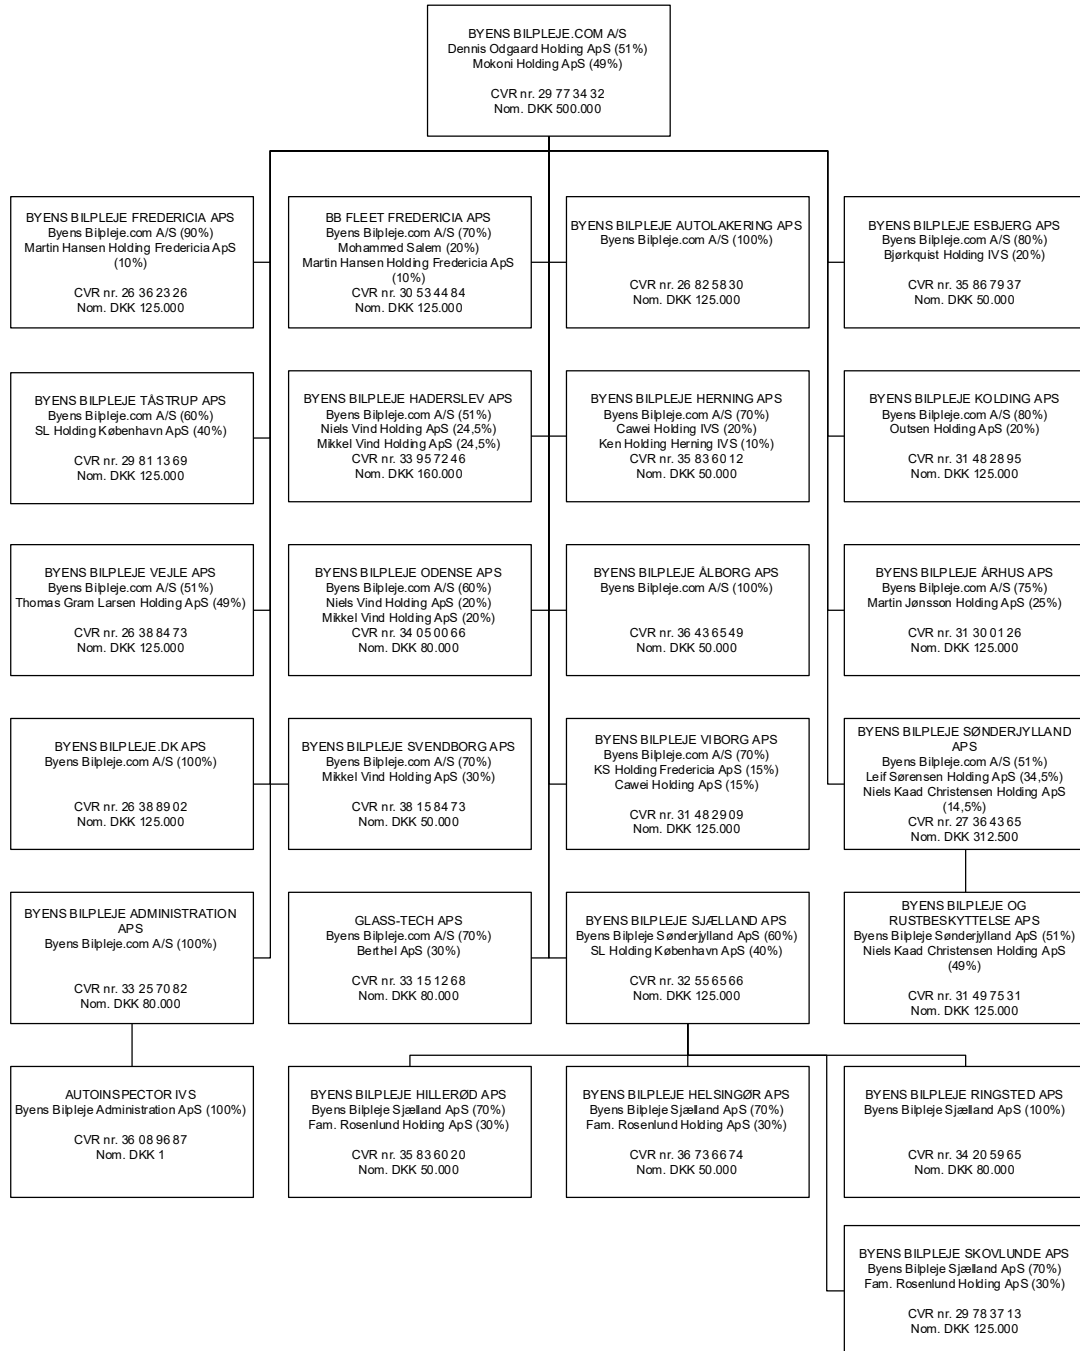 BYENS BILPLEJE.COM A/S
Dennis Odgaard Holding ApS (51%)
Mokoni Holding ApS (49%)
CVR nr. 29 77 34 32
Nom. DKK 500.000
BYENS BILPLEJE FREDERICIA APS
Byens Bilpleje.com A/S (90%)
Martin Hansen Holding Fredericia ApS
(10%)
CVR nr. 26 36 23 26
Nom. DKK 125.000
BB FLEET FREDERICIA APS
Byens Bilpleje.com A/S (70%)
Mohammed Salem (20%)
Martin Hansen Holding Fredericia ApS
(10%)
CVR nr. 30 53 44 84
Nom. DKK 125.000
BYENS BILPLEJE AUTOLAKERING APS
Byens Bilpleje.com A/S (100%)
CVR nr. 26 82 58 30
Nom. DKK 125.000
BYENS BILPLEJE ESBJERG APS
Byens Bilpleje.com A/S (80%)
Bjørkquist Holding IVS (20%)
CVR nr. 35 86 79 37
Nom. DKK 50.000
BYENS BILPLEJE TÅSTRUP APS
Byens Bilpleje.com A/S (60%)
SL Holding København ApS (40%)
CVR nr. 29 81 13 69
Nom. DKK 125.000
BYENS BILPLEJE HADERSLEV APS
Byens Bilpleje.com A/S (51%)
Niels Vind Holding ApS (24,5%)
Mikkel Vind Holding ApS (24,5%)
CVR nr. 33 95 72 46
Nom. DKK 160.000
BYENS BILPLEJE HERNING APS
Byens Bilpleje.com A/S (70%)
Cawei Holding IVS (20%)
Ken Holding Herning IVS (10%)
CVR nr. 35 83 60 12
Nom. DKK 50.000
BYENS BILPLEJE KOLDING APS
Byens Bilpleje.com A/S (80%)
Outsen Holding ApS (20%)
CVR nr. 31 48 28 95
Nom. DKK 125.000
BYENS BILPLEJE VEJLE APS
Byens Bilpleje.com A/S (51%)
Thomas Gram Larsen Holding ApS (49%)
CVR nr. 26 38 84 73
Nom. DKK 125.000
BYENS BILPLEJE ODENSE APS
Byens Bilpleje.com A/S (60%)
Niels Vind Holding ApS (20%)
Mikkel Vind Holding ApS (20%)
CVR nr. 34 05 00 66
Nom. DKK 80.000
BYENS BILPLEJE ÅLBORG APS
Byens Bilpleje.com A/S (100%)
CVR nr. 36 43 65 49
Nom. DKK 50.000
BYENS BILPLEJE ÅRHUS APS
Byens Bilpleje.com A/S (75%)
Martin Jønsson Holding ApS (25%)
CVR nr. 31 30 01 26
Nom. DKK 125.000
BYENS BILPLEJE.DK APS
Byens Bilpleje.com A/S (100%)
CVR nr. 26 38 89 02
Nom. DKK 125.000
BYENS BILPLEJE SVENDBORG APS
Byens Bilpleje.com A/S (70%)
Mikkel Vind Holding ApS (30%)
CVR nr. 38 15 84 73
Nom. DKK 50.000
BYENS BILPLEJE VIBORG APS
Byens Bilpleje.com A/S (70%)
KS Holding Fredericia ApS (15%)
Cawei Holding ApS (15%)
CVR nr. 31 48 29 09
Nom. DKK 125.000
BYENS BILPLEJE SØNDERJYLLAND
APS
Byens Bilpleje.com A/S (51%)
Leif Sørensen Holding ApS (34,5%)
Niels Kaad Christensen Holding ApS
(14,5%)
CVR nr. 27 36 43 65
Nom. DKK 312.500
BYENS BILPLEJE ADMINISTRATION
APS
Byens Bilpleje.com A/S (100%)
CVR nr. 33 25 70 82
Nom. DKK 80.000
GLASS-TECH APS
Byens Bilpleje.com A/S (70%)
Berthel ApS (30%)
CVR nr. 33 15 12 68
Nom. DKK 80.000
BYENS BILPLEJE SJÆLLAND APS
Byens Bilpleje Sønderjylland ApS (60%)
SL Holding København ApS (40%)
CVR nr. 32 55 65 66
Nom. DKK 125.000
BYENS BILPLEJE OG
RUSTBESKYTTELSE APS
Byens Bilpleje Sønderjylland ApS (51%)
Niels Kaad Christensen Holding ApS
(49%)
CVR nr. 31 49 75 31
Nom. DKK 125.000
AUTOINSPECTOR IVS
Byens Bilpleje Administration ApS (100%)
CVR nr. 36 08 96 87
Nom. DKK 1
BYENS BILPLEJE HILLERØD APS
Byens Bilpleje Sjælland ApS (70%)
Fam. Rosenlund Holding ApS (30%)
CVR nr. 35 83 60 20
Nom. DKK 50.000
BYENS BILPLEJE HELSINGØR APS
Byens Bilpleje Sjælland ApS (70%)
Fam. Rosenlund Holding ApS (30%)
CVR nr. 36 73 66 74
Nom. DKK 50.000
BYENS BILPLEJE RINGSTED APS
Byens Bilpleje Sjælland ApS (100%)
CVR nr. 34 20 59 65
Nom. DKK 80.000
BYENS BILPLEJE SKOVLUNDE APS
Byens Bilpleje Sjælland ApS (70%)
Fam. Rosenlund Holding ApS (30%)
CVR nr. 29 78 37 13
Nom. DKK 125.000